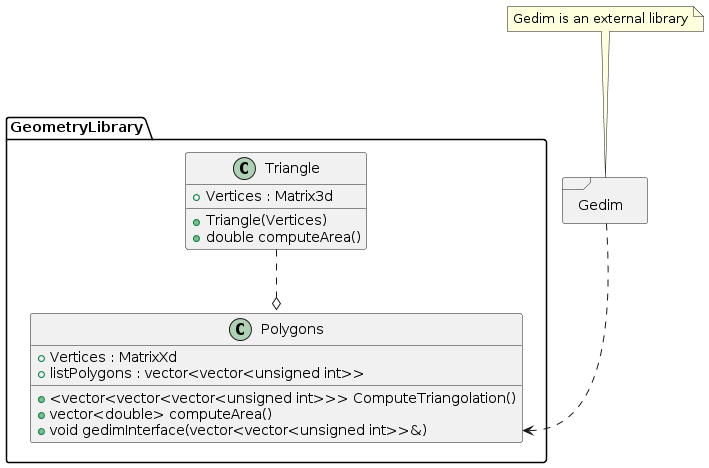 Gedim is an external library
GeometryLibrary
C Triangle
Vertices : Matrix3d
Triangle(Vertices)
double computeArea()
Gedim
C Polygons
Vertices : MatrixXd
listPolygons : vector<vector<unsigned int>>
<vector<vector<vector<unsigned int>>> ComputeTriangolation()
vector<double> computeArea()
void gedimInterface(vector<vector<unsigned int>>&)